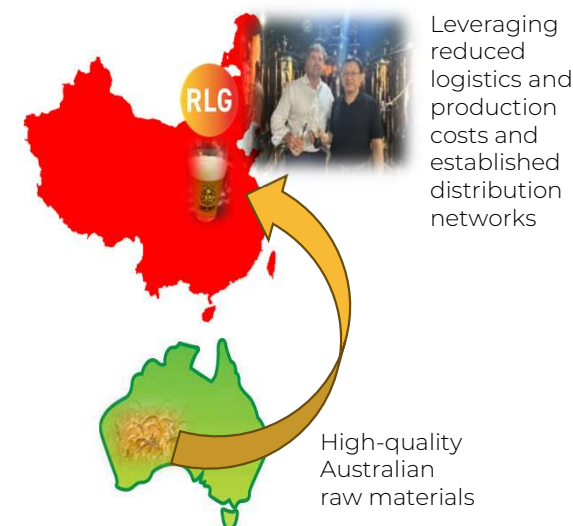 Leveraging
reduced
logistics and
production
costs and
established
distribution
networks
RLG
High-quality
Australian
raw materials